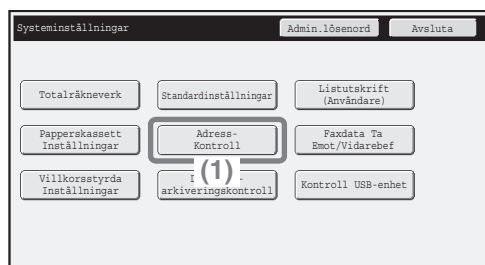 Systeminställningar
Admin.lösenord
Avsluta
Totalräkneverk
Standardinställningar
Listutskrift
(Användare)
Papperskassett
Inställningar
Adress-
Kontroll
Faxdata Ta
Emot/Vidarebef
Villkorsstyrda
Inställningar
(1)
arkiveringskontroll
Kontroll USB-enhet